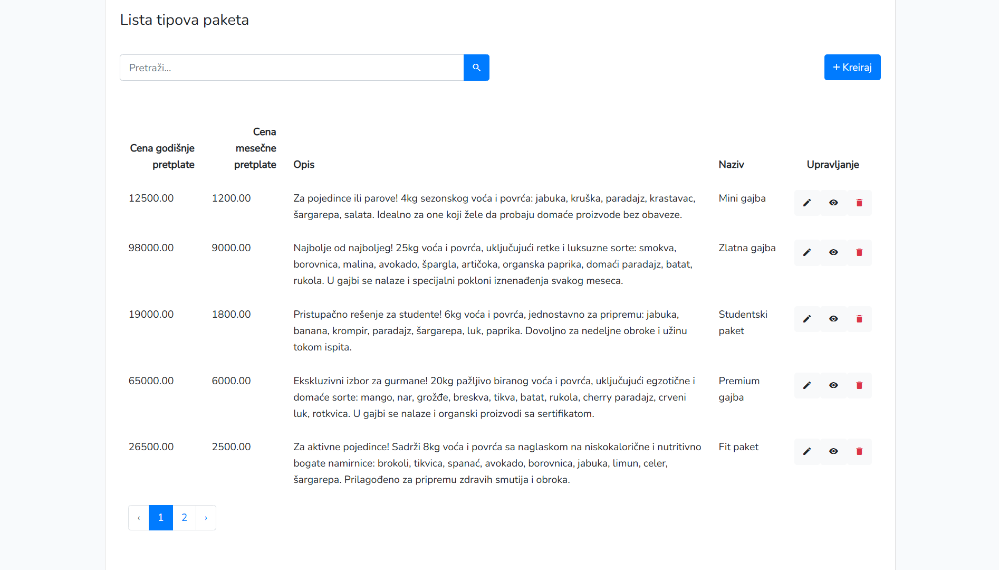 Lista tipova paketa
Pretraži...
+ Kreiraj
Cena godišnje
pretplate
Cena
mesečne
pretplate
Opis
Naziv
Upravljanje
12500.00
1200.00
Za pojedince ili parove! 4kg sezonskog voća i povrća: jabuka, kruška, paradajz, krastavac,
šargarepa, salata. Idealno za one koji žele da probaju domaće proizvode bez obaveze.
Mini gajba
98000.00
9000.00
Najbolje od najboljeg! 25kg voća i povrća, uključujući retke i luksuzne sorte: smokva,
borovnica, malina, avokado, špargla, artičoka, organska paprika, domaći paradajz, batat,
rukola. U gajbi se nalaze i specijalni pokloni iznenađenja svakog meseca.
Zlatna gajba
19000.00
1800.00
Pristupačno rešenje za studente! 6kg voća i povrća, jednostavno za pripremu: jabuka,
banana, krompir, paradajz, šargarepa, luk, paprika. Dovoljno za nedeljne obroke i užinu
tokom ispita.
Studentski
paket
65000.00
6000.00
Ekskluzivni izbor za gurmane! 20kg pažljivo biranog voća i povrća, uključujući egzotične i
domaće sorte: mango, nar, grožđe, breskva, tikva, batat, rukola, cherry paradajz, crveni
luk, rotkvica. U gajbi se nalaze i organski proizvodi sa sertifikatom.
Premium
gajba
26500.00
2500.00
Za aktivne pojedince! Sadrži 8kg voća i povrća sa naglaskom na niskokalorične i nutritivno
bogate namirnice: brokoli, tikvica, spanać, avokado, borovnica, jabuka, limun, celer,
šargarepa. Prilagođeno za pripremu zdravih smutija i obroka.
Fit paket
‹ 1 2 ›